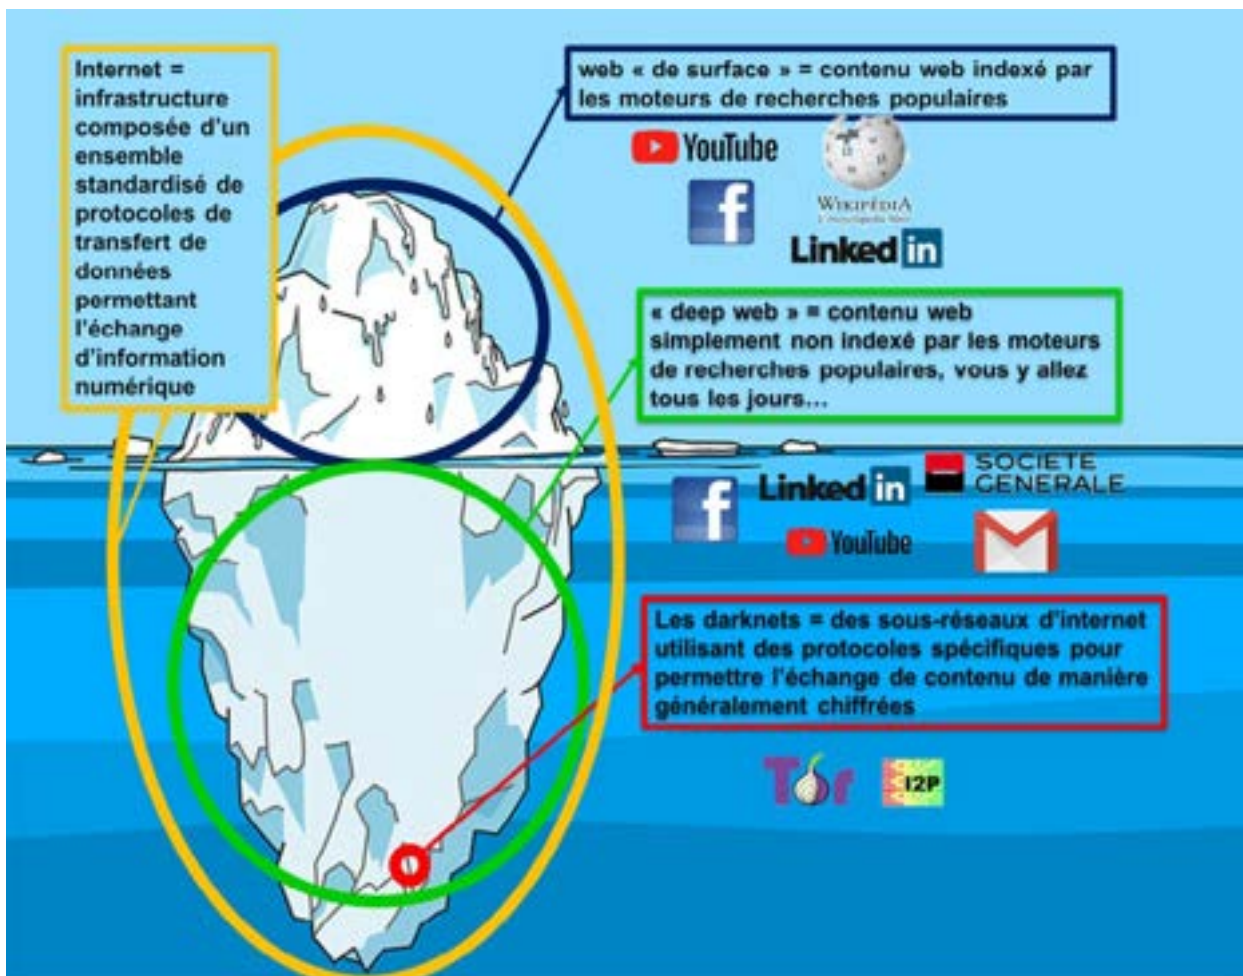 Internet =
infrastructure
composée d'un
ensemble
standardisé de
protocoles de
transfert de
données
permettant
l'échange
d'information
numérique
web « de surface » = contenu web indexé par
les moteurs de recherches populaires
YouTube
WIKIPÉDIA
L'encyclopédie libre
f
Linked in
« deep web » = contenu web
simplement non indexé par les moteurs
de recherches populaires, vous y allez
tous les jours...
f
Linked in
SOCIETE
GENERALE
YouTube
M
Les darknets = des sous-réseaux d'internet
utilisant des protocoles spécifiques pour
permettre l'échange de contenu de manière
généralement chiffrées
Tor
I2P